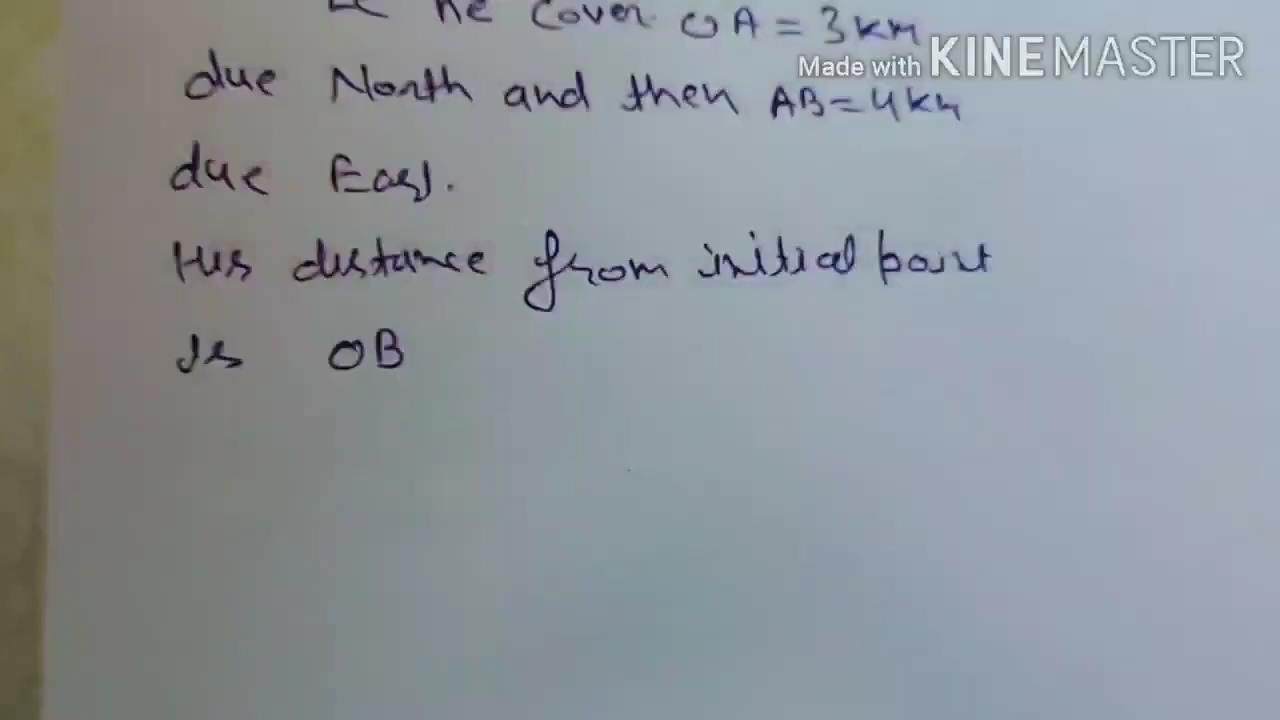 he cover OA = 3km
Made with KINEMASTER
due North and then AB = 4km
due East.
His distance from initial point
is OB